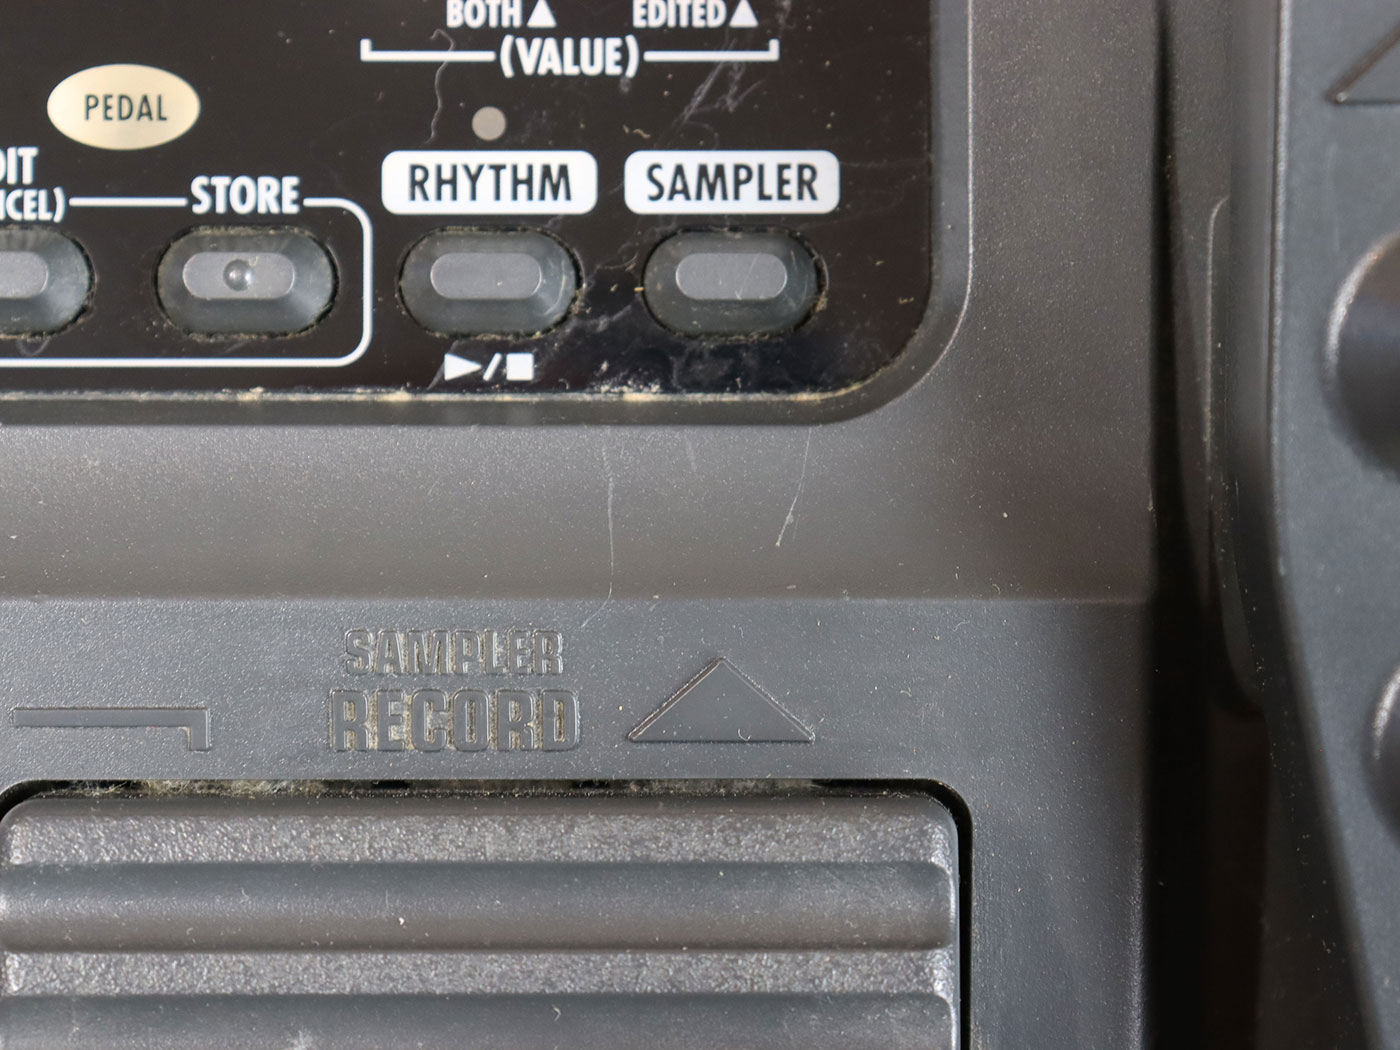 BOTH▲ EDITED▲
(VALUE)
PEDAL
RHYTHM SAMPLER
STORE
▶/■
SAMPLER
RECORD